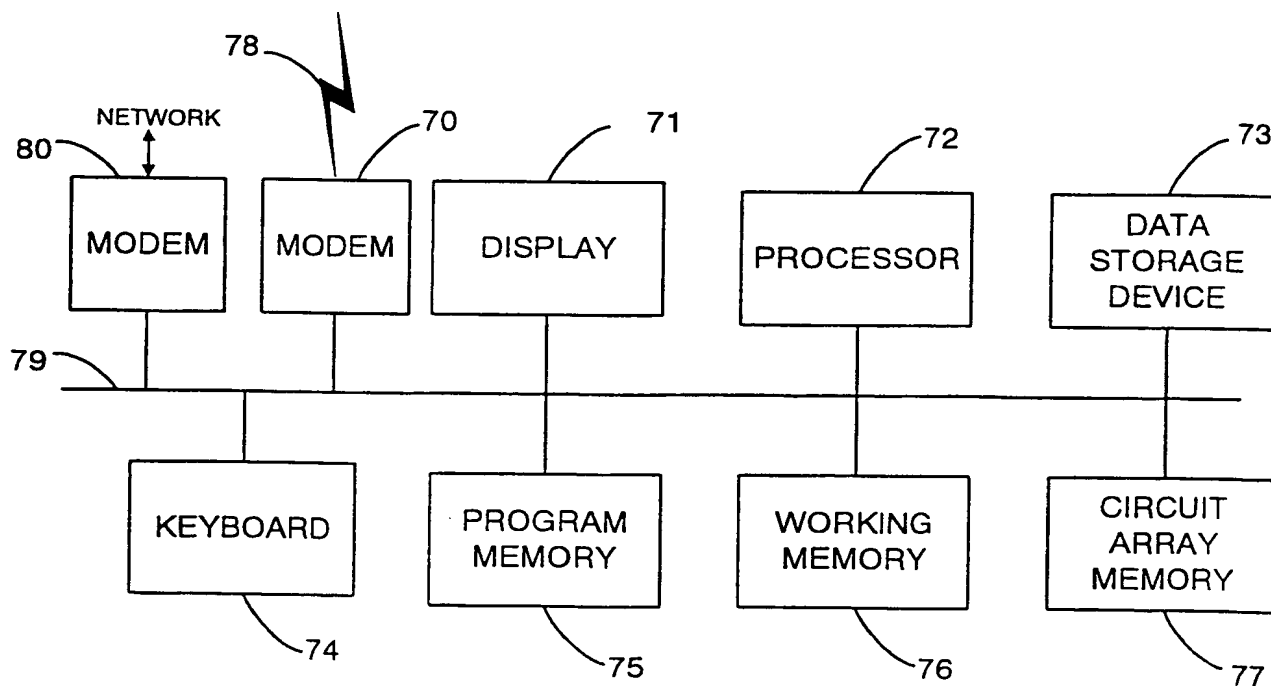 78
NETWORK
80
70
71
72
73
MODEM
MODEM
DISPLAY
PROCESSOR
DATA
STORAGE
DEVICE
79
KEYBOARD
PROGRAM
MEMORY
WORKING
MEMORY
CIRCUIT
ARRAY
MEMORY
74
75
76
77